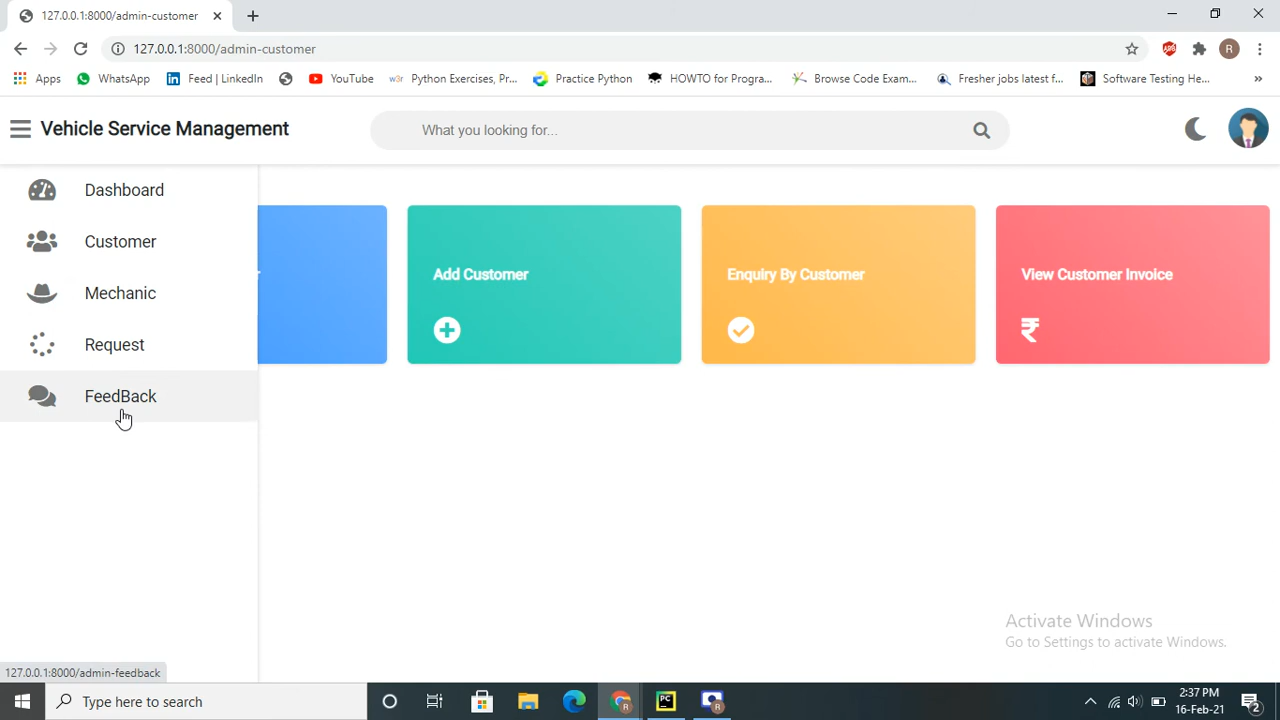 127.0.0.1:8000/admin-customer
127.0.0.1:8000/admin-customer
R
Apps
WhatsApp
Feed | LinkedIn
YouTube
w3r
Python Exercises, Pr...
Practice Python
HOWTO for Progra...
Browse Code Exam...
Fresher jobs latest f...
Software Testing He...
»
Vehicle Service Management
What you looking for...
Dashboard
Customer
Mechanic
Request
FeedBack
Add Customer
Enquiry By Customer
View Customer Invoice
₹
Activate Windows
Go to Settings to activate Windows.
127.0.0.1:8000/admin-feedback
Type here to search
PC
2:37 PM
16-Feb-21
2